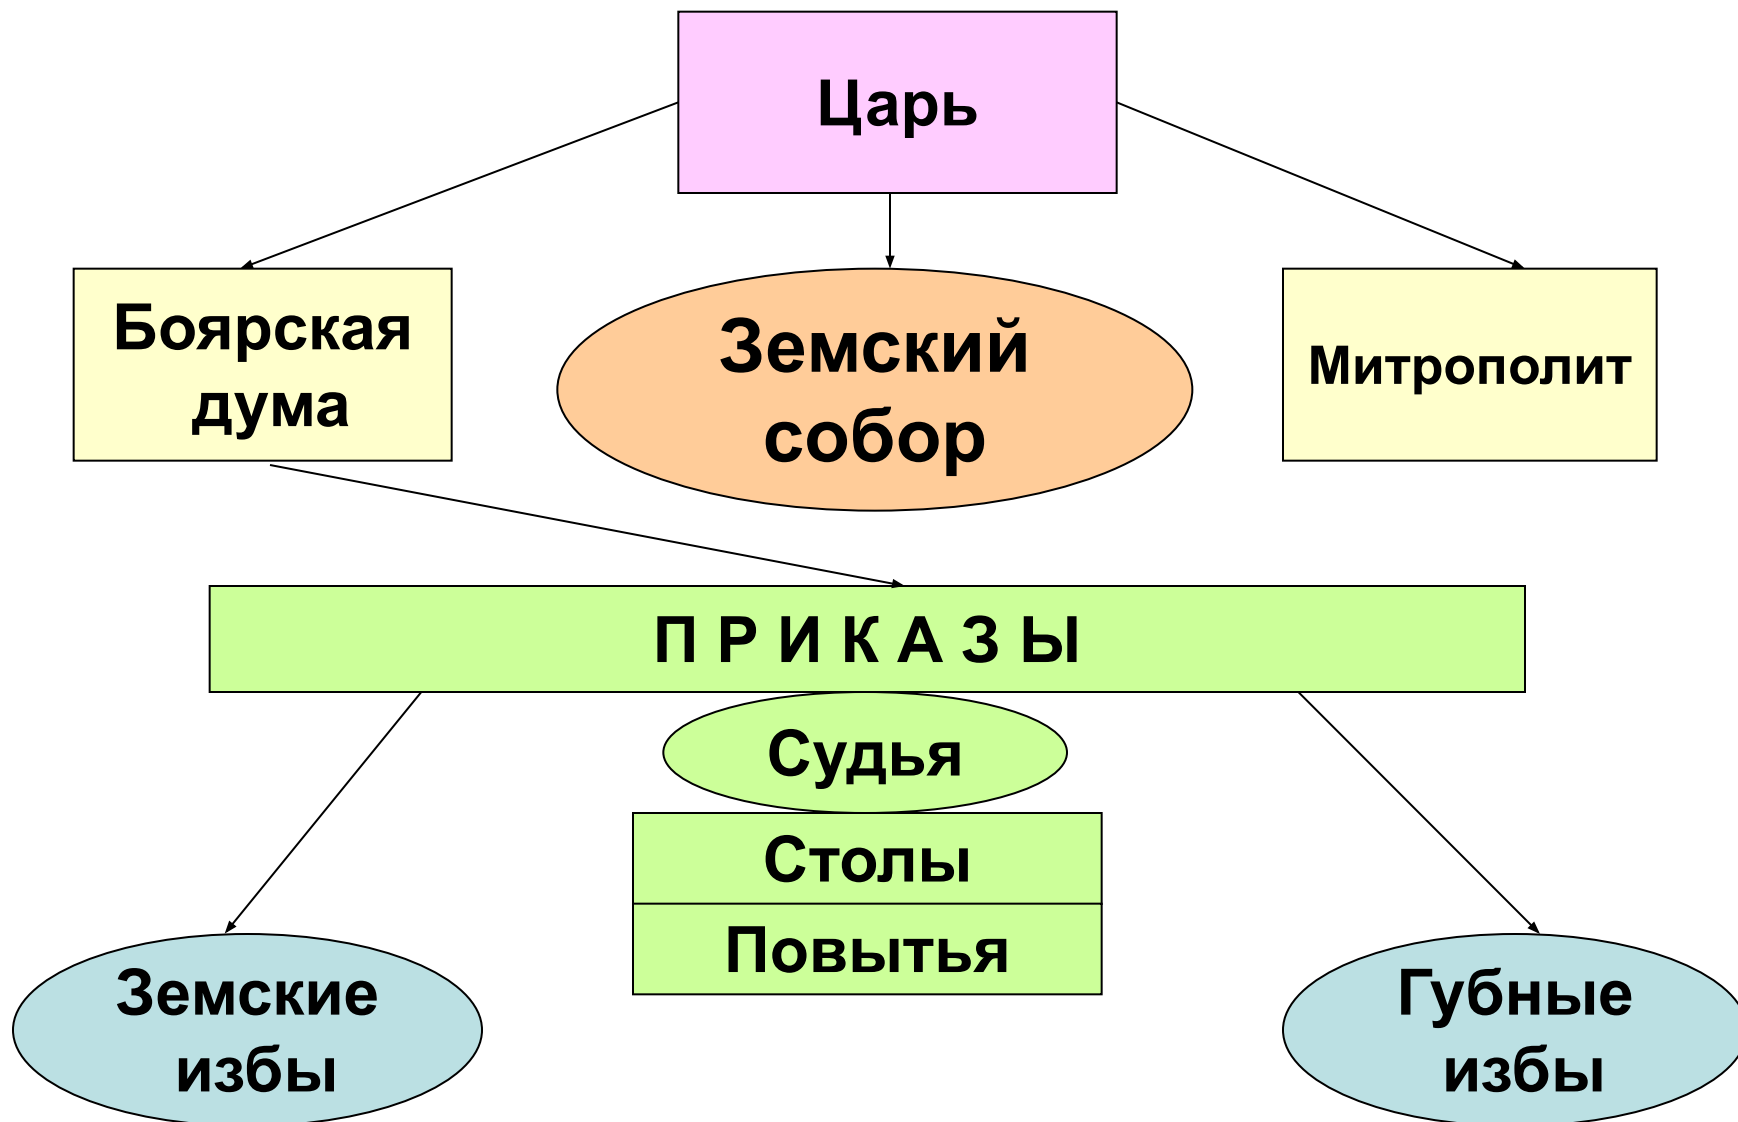 Царь
Боярская
дума
Земский
собор
Митрополит
П Р И К А З Ы
Судья
Столы
Повытья
Земские
избы
Губные
избы